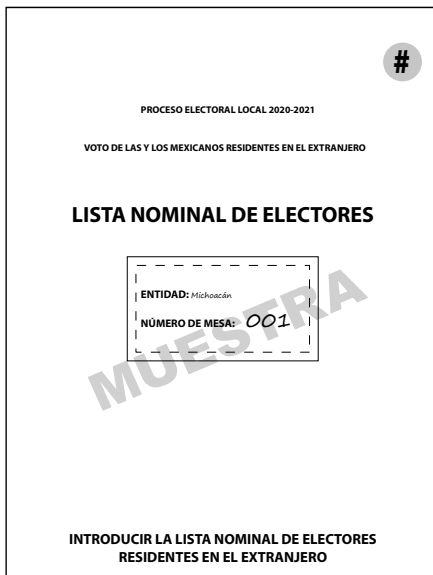 #
PROCESO ELECTORAL LOCAL 2020-2021
VOTO DE LAS Y LOS MEXICANOS RESIDENTES EN EL EXTRANJERO
LISTA NOMINAL DE ELECTORES
ENTIDAD: Michoacán
NÚMERO DE MESA: 001
MUESTRA
INTRODUCIR LA LISTA NOMINAL DE ELECTORES
RESIDENTES EN EL EXTRANJERO